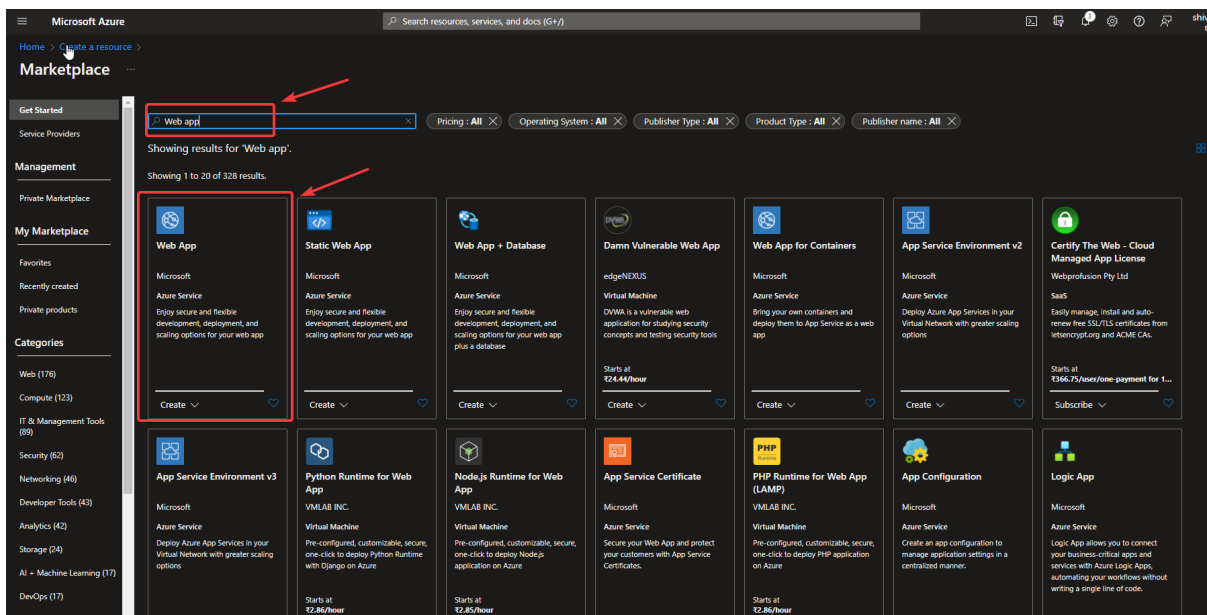 Microsoft Azure
Search resources, services, and docs (G+/)
Home > Create a resource >
Marketplace ...
Get Started
Service Providers
Management
Private Marketplace
My Marketplace
Favorites
Recently created
Private products
Categories
Web (176)
Compute (123)
IT & Management Tools
(89)
Security (62)
Networking (46)
Developer Tools (43)
Analytics (42)
Storage (24)
AI + Machine Learning (17)
DevOps (17)
Web app
Pricing : All
Operating System : All
Publisher Type : All
Product Type : All
Publisher name : All
Showing results for 'Web app'.
Showing 1 to 20 of 328 results.
Web App
Microsoft
Azure Service
Enjoy secure and flexible
development, deployment, and
scaling options for your web app
Create
Static Web App
Microsoft
Azure Service
Enjoy secure and flexible
development, deployment, and
scaling options for your web app
Create
Web App + Database
Microsoft
Azure Service
Enjoy secure and flexible
development, deployment, and
scaling options for your web app
plus a database
Create
DVWA
Damn Vulnerable Web App
edgeNEXUS
Virtual Machine
DVWA is a vulnerable web
application for studying security
concepts and testing security tools
Starts at
₹24.44/hour
Create
Web App for Containers
Microsoft
Azure Service
Bring your own containers and
deploy them to App Service as a web
app
Create
App Service Environment v2
Microsoft
Azure Service
Deploy Azure App Services in your
Virtual Network with greater scaling
options
Create
Certify The Web - Cloud
Managed App License
Webprofusion Pty Ltd
SaaS
Easily manage, install and auto-
renew free SSL/TLS certificates from
letsencrypt.org and ACME CAs.
Starts at
₹366.75/user/one-payment for 1...
Subscribe
App Service Environment v3
Microsoft
Azure Service
Deploy Azure App Services in your
Virtual Network with greater scaling
options
Python Runtime for Web
App
VMLAB INC.
Virtual Machine
Pre-configured, customizable, secure,
one-click to deploy Python Runtime
with Django on Azure
Starts at
₹2.86/hour
Node.js Runtime for Web
App
VMLAB INC.
Virtual Machine
Pre-configured, customizable, secure,
one-click to deploy Node.js
application on Azure
Starts at
₹2.85/hour
App Service Certificate
Microsoft
Azure Service
Secure your Web App and protect
your customers with App Service
Certificates.
PHP
Runtime
PHP Runtime for Web App
(LAMP)
VMLAB INC.
Virtual Machine
Pre-configured, customizable, secure,
one-click to deploy PHP application
on Azure
Starts at
₹2.86/hour
App Configuration
Microsoft
Azure Service
Create an app configuration to
manage application settings in a
centralized manner.
Logic App
Microsoft
Azure Service
Logic App allows you to connect
your business-critical apps and
services with Azure Logic Apps,
automating your workflows without
writing a single line of code.